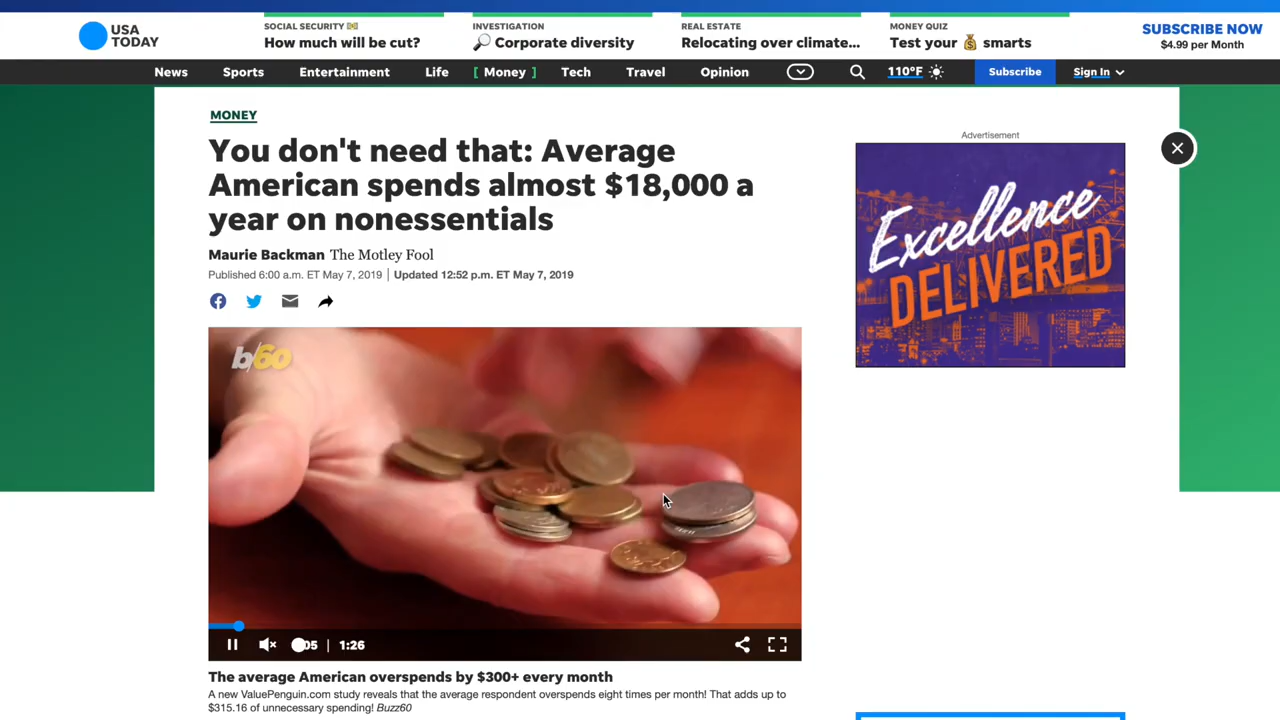 USA
TODAY
SOCIAL SECURITY
How much will be cut?
INVESTIGATION
Corporate diversity
REAL ESTATE
Relocating over climate...
MONEY QUIZ
Test your smarts
SUBSCRIBE NOW
$4.99 per Month
News Sports Entertainment Life [ Money ] Tech Travel Opinion 110°F Subscribe Sign In
MONEY
You don't need that: Average
American spends almost $18,000 a
year on nonessentials
Maurie Backman The Motley Fool
Published 6:00 a.m. ET May 7, 2019 | Updated 12:52 p.m. ET May 7, 2019
Advertisement
Excellence
DELIVERED
b/60
05 | 1:26
The average American overspends by $300+ every month
A new ValuePenguin.com study reveals that the average respondent overspends eight times per month! That adds up to
$315.16 of unnecessary spending! Buzz60